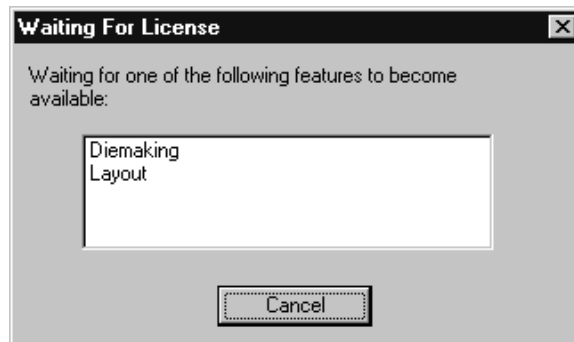 Waiting For License
Waiting for one of the following features to become
available:
Diemaking
Layout
Cancel